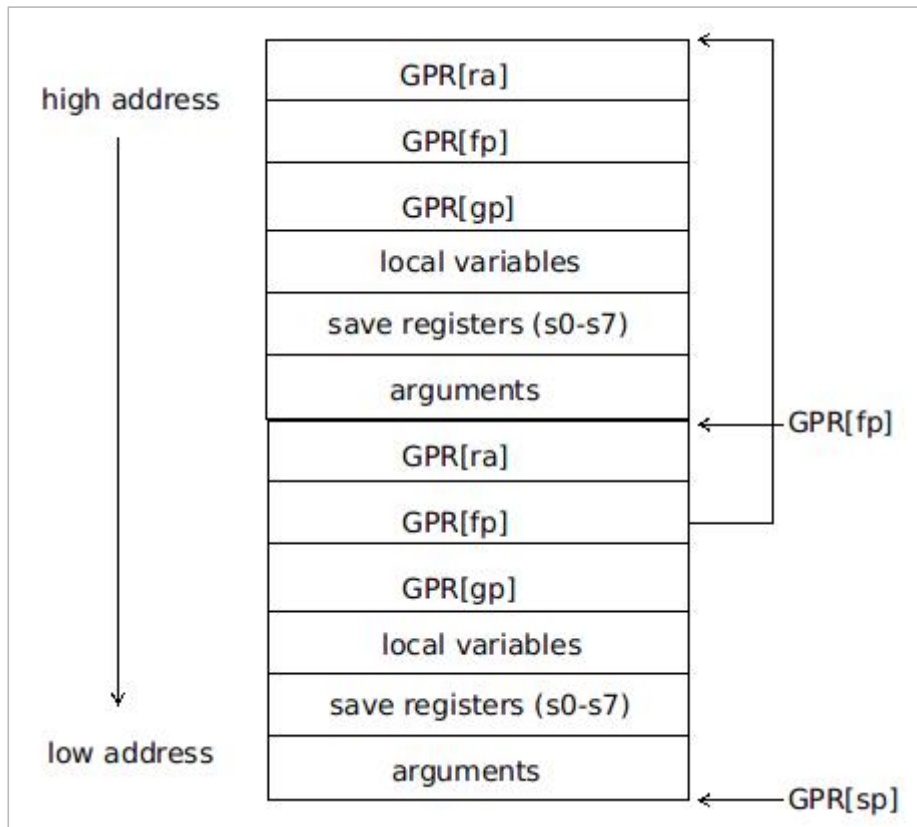 GPR[ra]
high address
GPR[fp]
GPR[gp]
local variables
save registers (s0-s7)
arguments
GPR[fp]
GPR[ra]
GPR[fp]
GPR[gp]
local variables
save registers (s0-s7)
low address
arguments
GPR[sp]